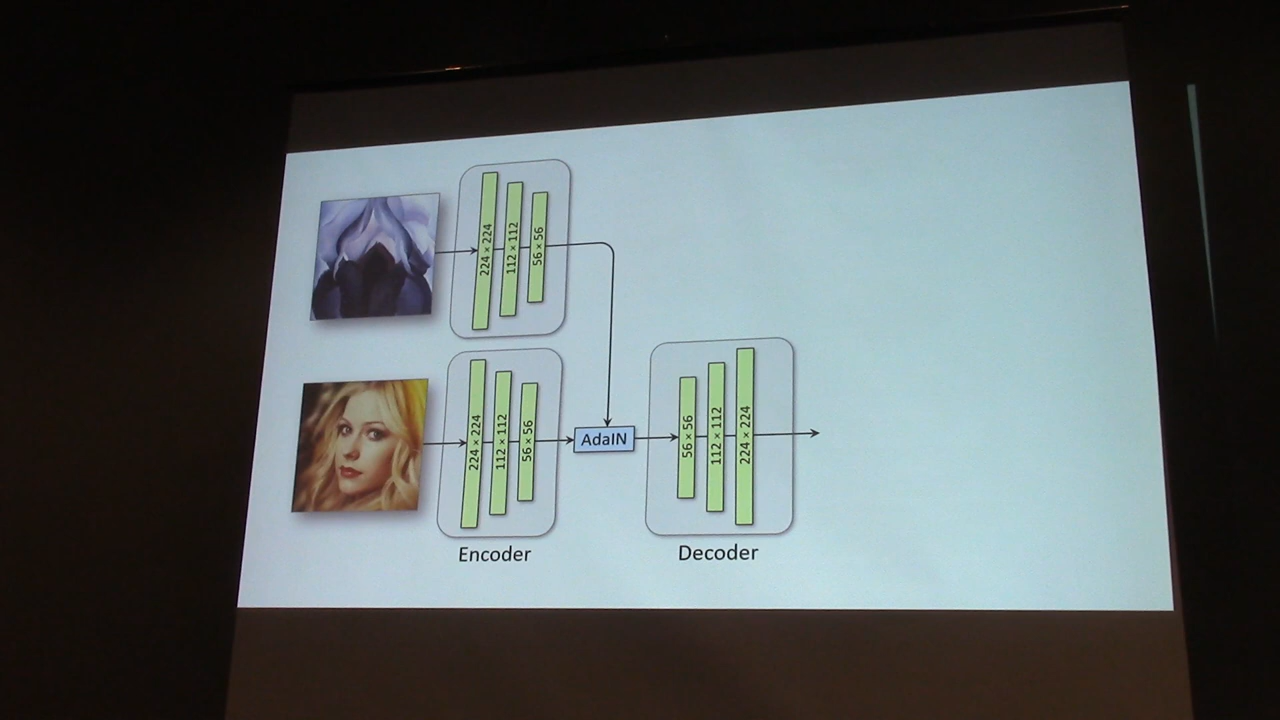 224 × 224
112 × 112
56 × 56
224 × 224
112 × 112
56 × 56
AdaIN
56 × 56
112 × 112
224 × 224
Encoder
Decoder